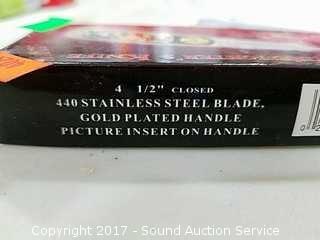 4 1/2" CLOSED
440 STAINLESS STEEL BLADE,
GOLD PLATED HANDLE
PICTURE INSERT ON HANDLE
Copyright 2017 - Sound Auction Service